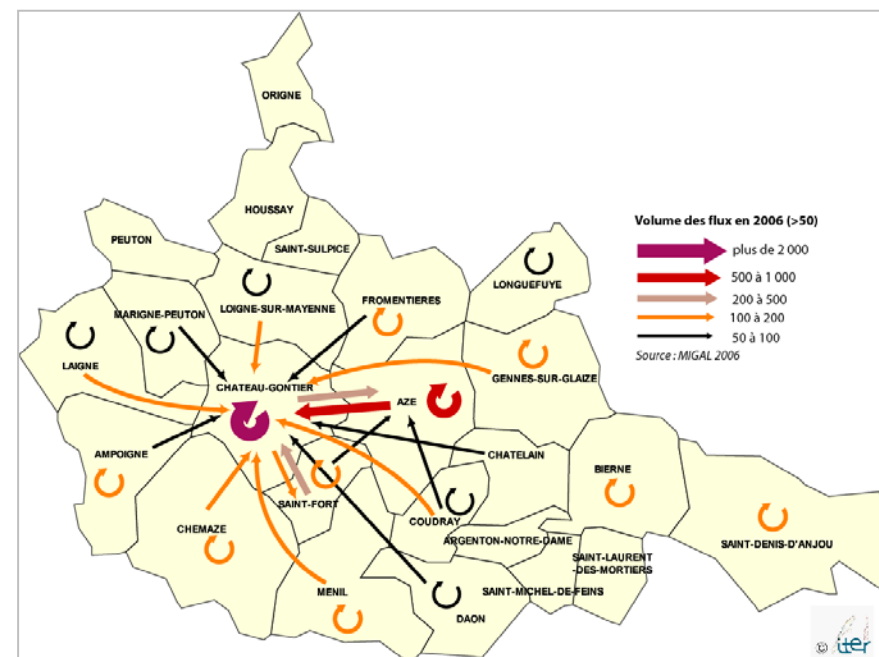 ORIGNE
HOUSSAY
PEUTON
SAINT-SULPICE
Volume des flux en 2006 (>50)
plus de 2 000
500 à 1 000
200 à 500
100 à 200
50 à 100
Source : MIGAL 2006
LONGUEFUYE
FROMENTIERES
LOIGNE-SUR-MAYENNE
MARIGNE-PEUTON
LAIGNE
GENNES-SUR-GLAIZE
CHATEAU-GONTIER
AZE
AMPOIGNE
CHATELAIN
BIERNE
SAINT-FORT
COUDRAY
CHEMAZE
ARGENTON-NOTRE-DAME
SAINT-DENIS-D'ANJOU
SAINT-LAURENT
-DES-MORTIERS
MENIL
SAINT-MICHEL-DE-FEINS
DAON
© iter